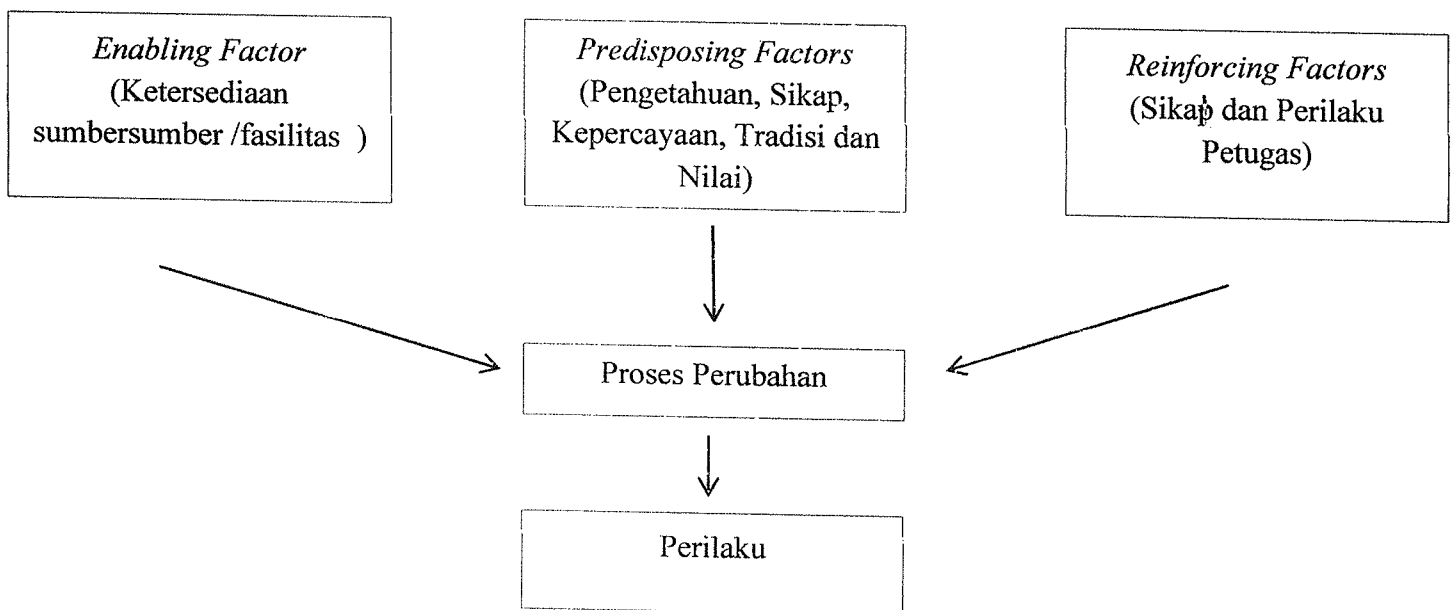 Enabling Factor
(Ketersediaan
sumbersumber /fasilitas )
Predisposing Factors
(Pengetahuan, Sikap,
Kepercayaan, Tradisi dan
Nilai)
Reinforcing Factors
(Sikap dan Perilaku
Petugas)
Proses Perubahan
Perilaku